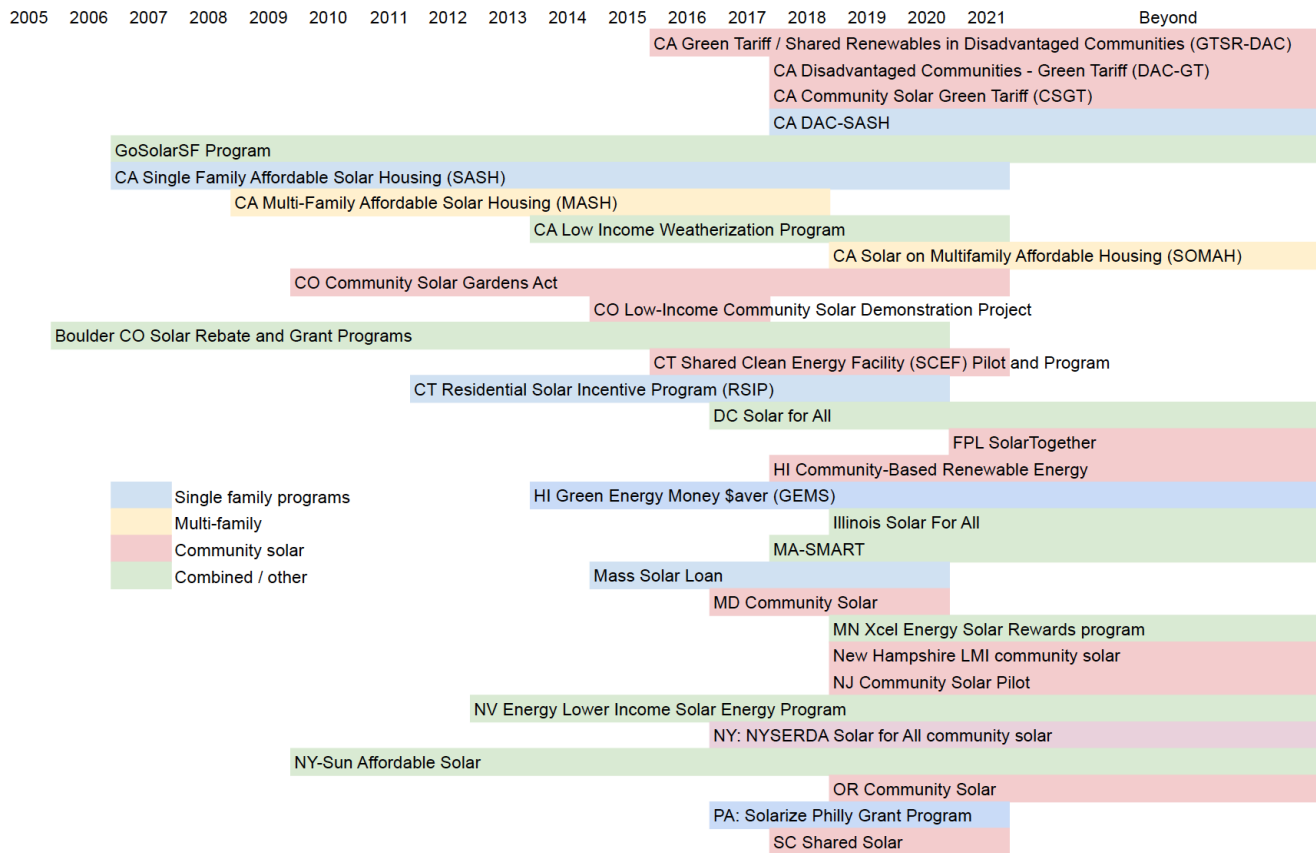 2005 2006 2007 2008 2009 2010 2011 2012 2013 2014 2015 2016 2017 2018 2019 2020 2021 Beyond
CA Green Tariff / Shared Renewables in Disadvantaged Communities (GTSR-DAC)
CA Disadvantaged Communities - Green Tariff (DAC-GT)
CA Community Solar Green Tariff (CSGT)
CA DAC-SASH
GoSolarSF Program
CA Single Family Affordable Solar Housing (SASH)
CA Multi-Family Affordable Solar Housing (MASH)
CA Low Income Weatherization Program
CA Solar on Multifamily Affordable Housing (SOMAH)
CO Community Solar Gardens Act
CO Low-Income Community Solar Demonstration Project
Boulder CO Solar Rebate and Grant Programs
CT Shared Clean Energy Facility (SCEF) Pilot and Program
CT Residential Solar Incentive Program (RSIP)
DC Solar for All
FPL SolarTogether
HI Community-Based Renewable Energy
HI Green Energy Money $aver (GEMS)
Illinois Solar For All
MA-SMART
Mass Solar Loan
MD Community Solar
MN Xcel Energy Solar Rewards program
New Hampshire LMI community solar
NJ Community Solar Pilot
NV Energy Lower Income Solar Energy Program
NY: NYSERDA Solar for All community solar
NY-Sun Affordable Solar
OR Community Solar
PA: Solarize Philly Grant Program
SC Shared Solar
Single family programs
Multi-family
Community solar
Combined / other